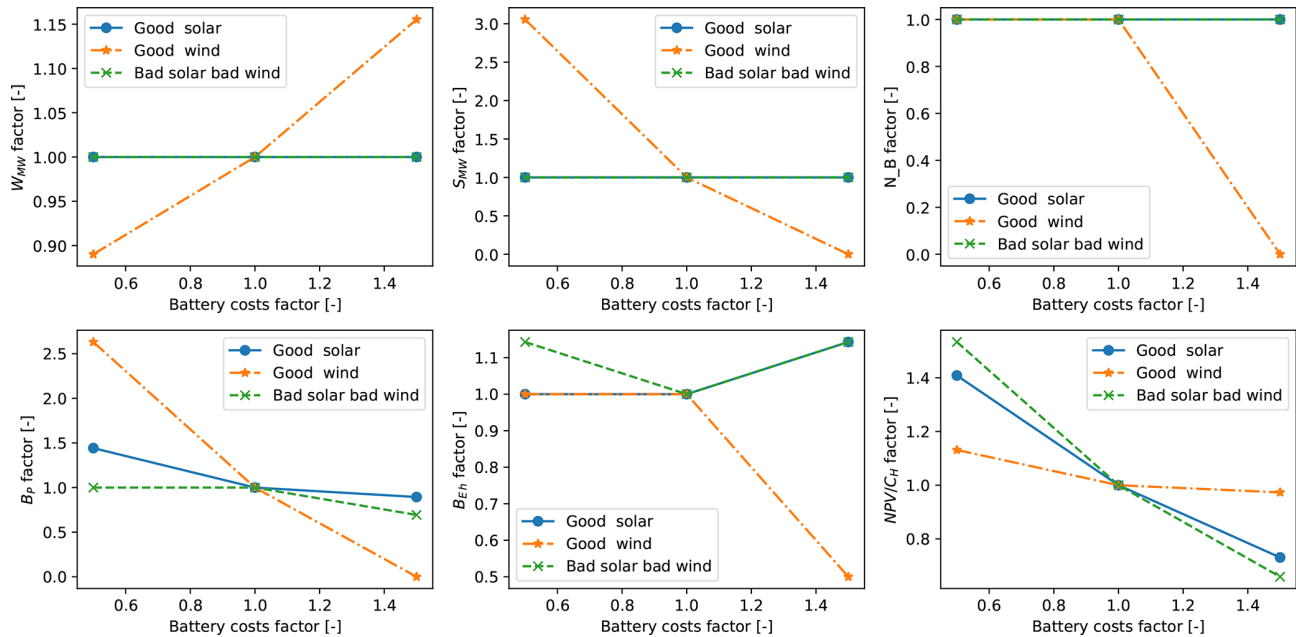 W_MW factor [-]
1.15
1.10
1.05
1.00
0.95
0.90
Good  solar
Good  wind
Bad solar bad wind
0.6 0.8 1.0 1.2 1.4
Battery costs factor [-]
S_MW factor [-]
3.0
2.5
2.0
1.5
1.0
0.5
0.0
Good  solar
Good  wind
Bad solar bad wind
0.6 0.8 1.0 1.2 1.4
Battery costs factor [-]
N_B factor [-]
1.0
0.8
0.6
0.4
0.2
0.0
Good  solar
Good  wind
Bad solar bad wind
0.6 0.8 1.0 1.2 1.4
Battery costs factor [-]
B_P factor [-]
2.5
2.0
1.5
1.0
0.5
0.0
Good  solar
Good  wind
Bad solar bad wind
0.6 0.8 1.0 1.2 1.4
Battery costs factor [-]
B_Eh factor [-]
1.1
1.0
0.9
0.8
0.7
0.6
0.5
Good  solar
Good  wind
Bad solar bad wind
0.6 0.8 1.0 1.2 1.4
Battery costs factor [-]
NPV/C_H factor [-]
1.4
1.2
1.0
0.8
Good  solar
Good  wind
Bad solar bad wind
0.6 0.8 1.0 1.2 1.4
Battery costs factor [-]